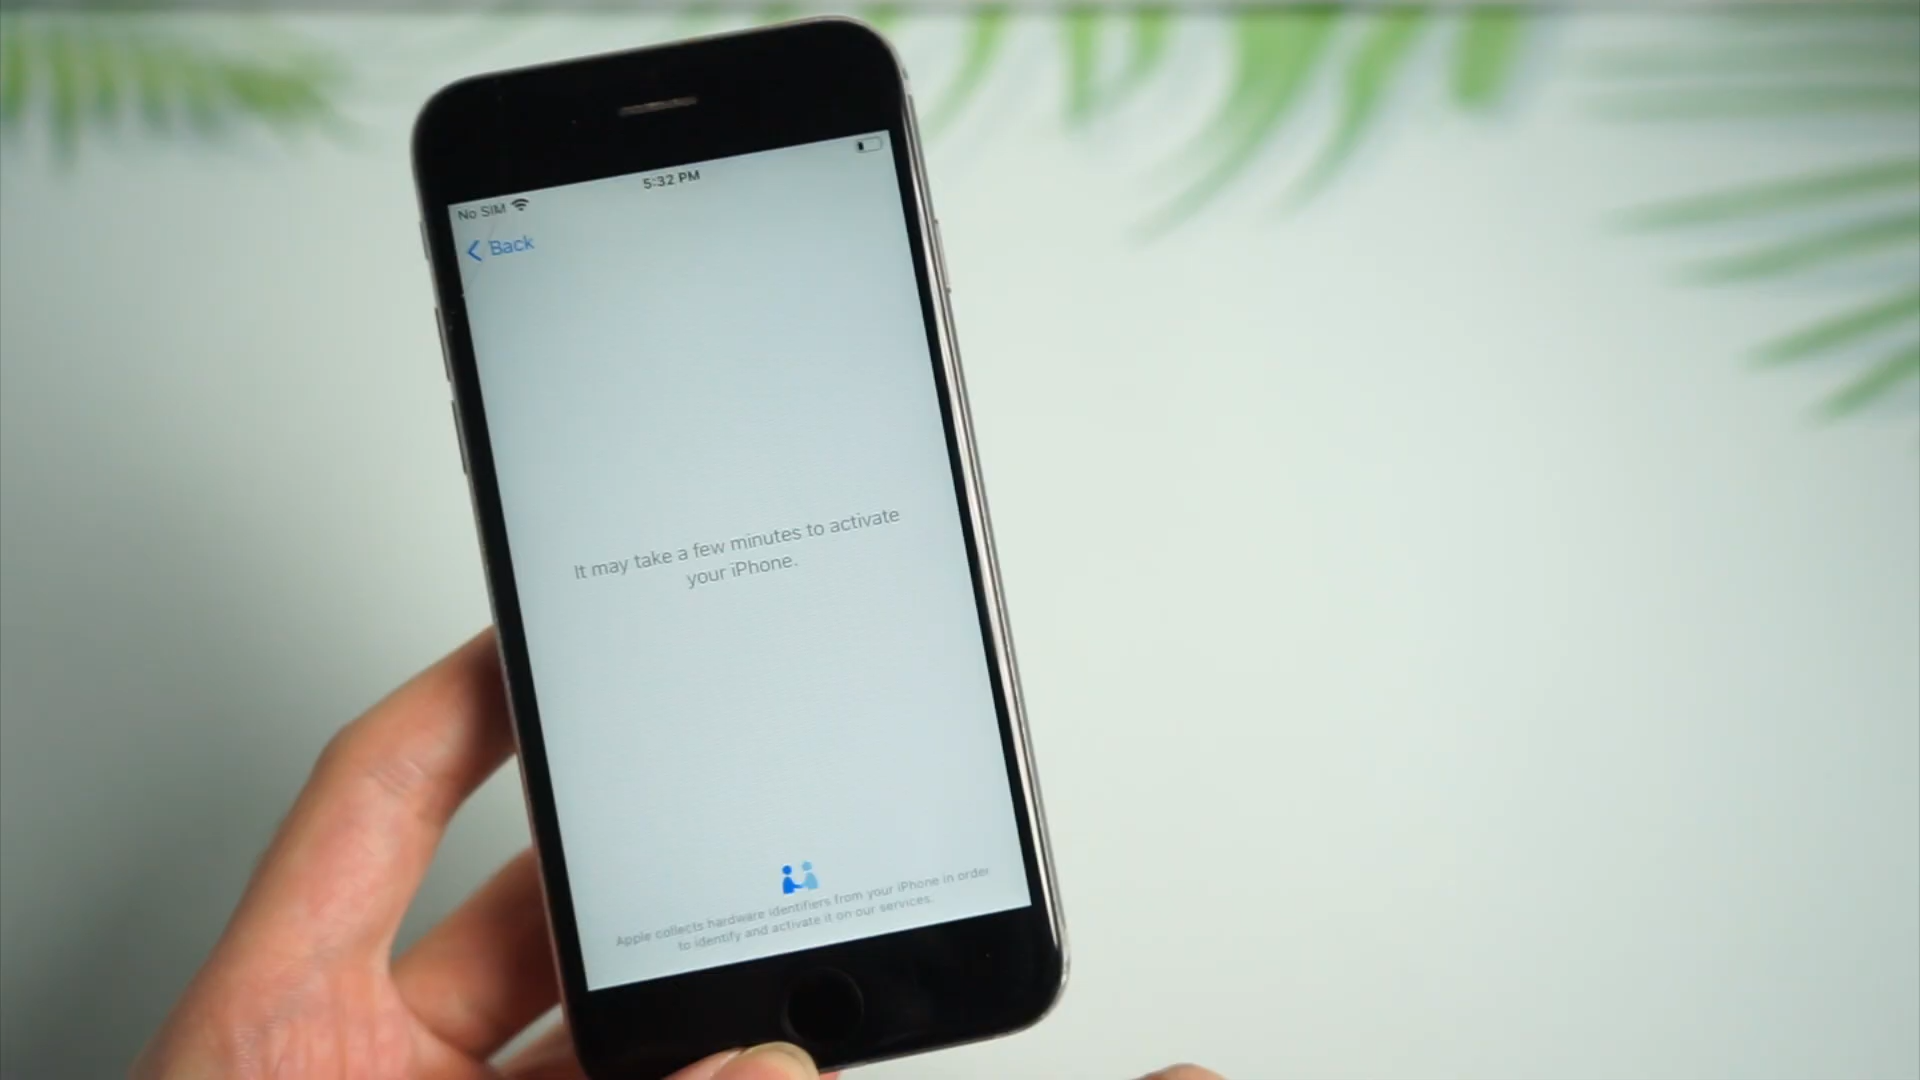 5:32 PM
No SIM
Back
It may take a few minutes to activate
your iPhone.
Apple collects hardware identifiers from your iPhone in order
to identify and activate it on our services.